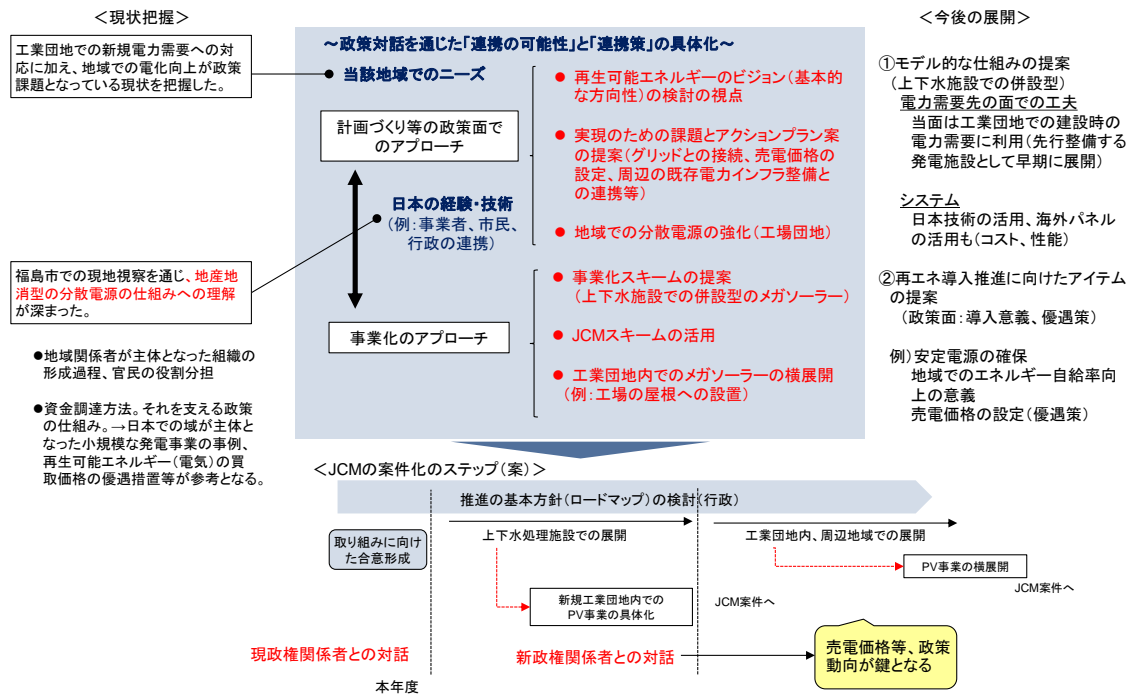 ＜現状把握＞
工業団地での新規電力需要への対
応に加え、地域での電化向上が政策
課題となっている現状を把握した。
福島市での現地視察を通じ、地産地
消型の分散電源の仕組みへの理解
が深まった。
●地域関係者が主体となった組織の
形成過程、官民の役割分担
●資金調達方法。それを支える政策
の仕組み。→日本での域が主体と
なった小規模な発電事業の事例、
再生可能エネルギー（電気）の買
取価格の優遇措置等が参考となる。
～政策対話を通じた「連携の可能性」と「連携策」の具体化～
当該地域でのニーズ
計画づくり等の政策面で
のアプローチ
日本の経験・技術
（例：事業者、市民、
行政の連携）
事業化のアプローチ
● 再生可能エネルギーのビジョン（基本的
な方向性）の検討の視点
● 実現のための課題とアクションプラン案
の提案（グリッドとの接続、売電価格の
設定、周辺の既存電力インフラ整備と
の連携等）
● 地域での分散電源の強化（工場団地）
● 事業化スキームの提案
（上下水施設での併設型のメガソーラー）
● JCMスキームの活用
● 工業団地内でのメガソーラーの横展開
（例：工場の屋根への設置）
＜今後の展開＞
①モデル的な仕組みの提案
（上下水施設での併設型）
電力需要先の面での工夫
当面は工業団地での建設時の
電力需要に利用（先行整備する
発電施設として早期に展開）
システム
日本技術の活用、海外パネル
の活用も（コスト、性能）
②再エネ導入推進に向けたアイテム
の提案
（政策面：導入意義、優遇策）
例）安定電源の確保
地域でのエネルギー自給率向
上の意義
売電価格の設定（優遇策）
＜JCMの案件化のステップ（案）＞
推進の基本方針（ロードマップ）の検討（行政）
取り組みに向け
た合意形成
上下水処理施設での展開
工業団地内、周辺地域での展開
PV事業の横展開
JCM案件へ
新規工業団地内での
PV事業の具体化
JCM案件へ
現政権関係者との対話
新政権関係者との対話
売電価格等、政策
動向が鍵となる
本年度